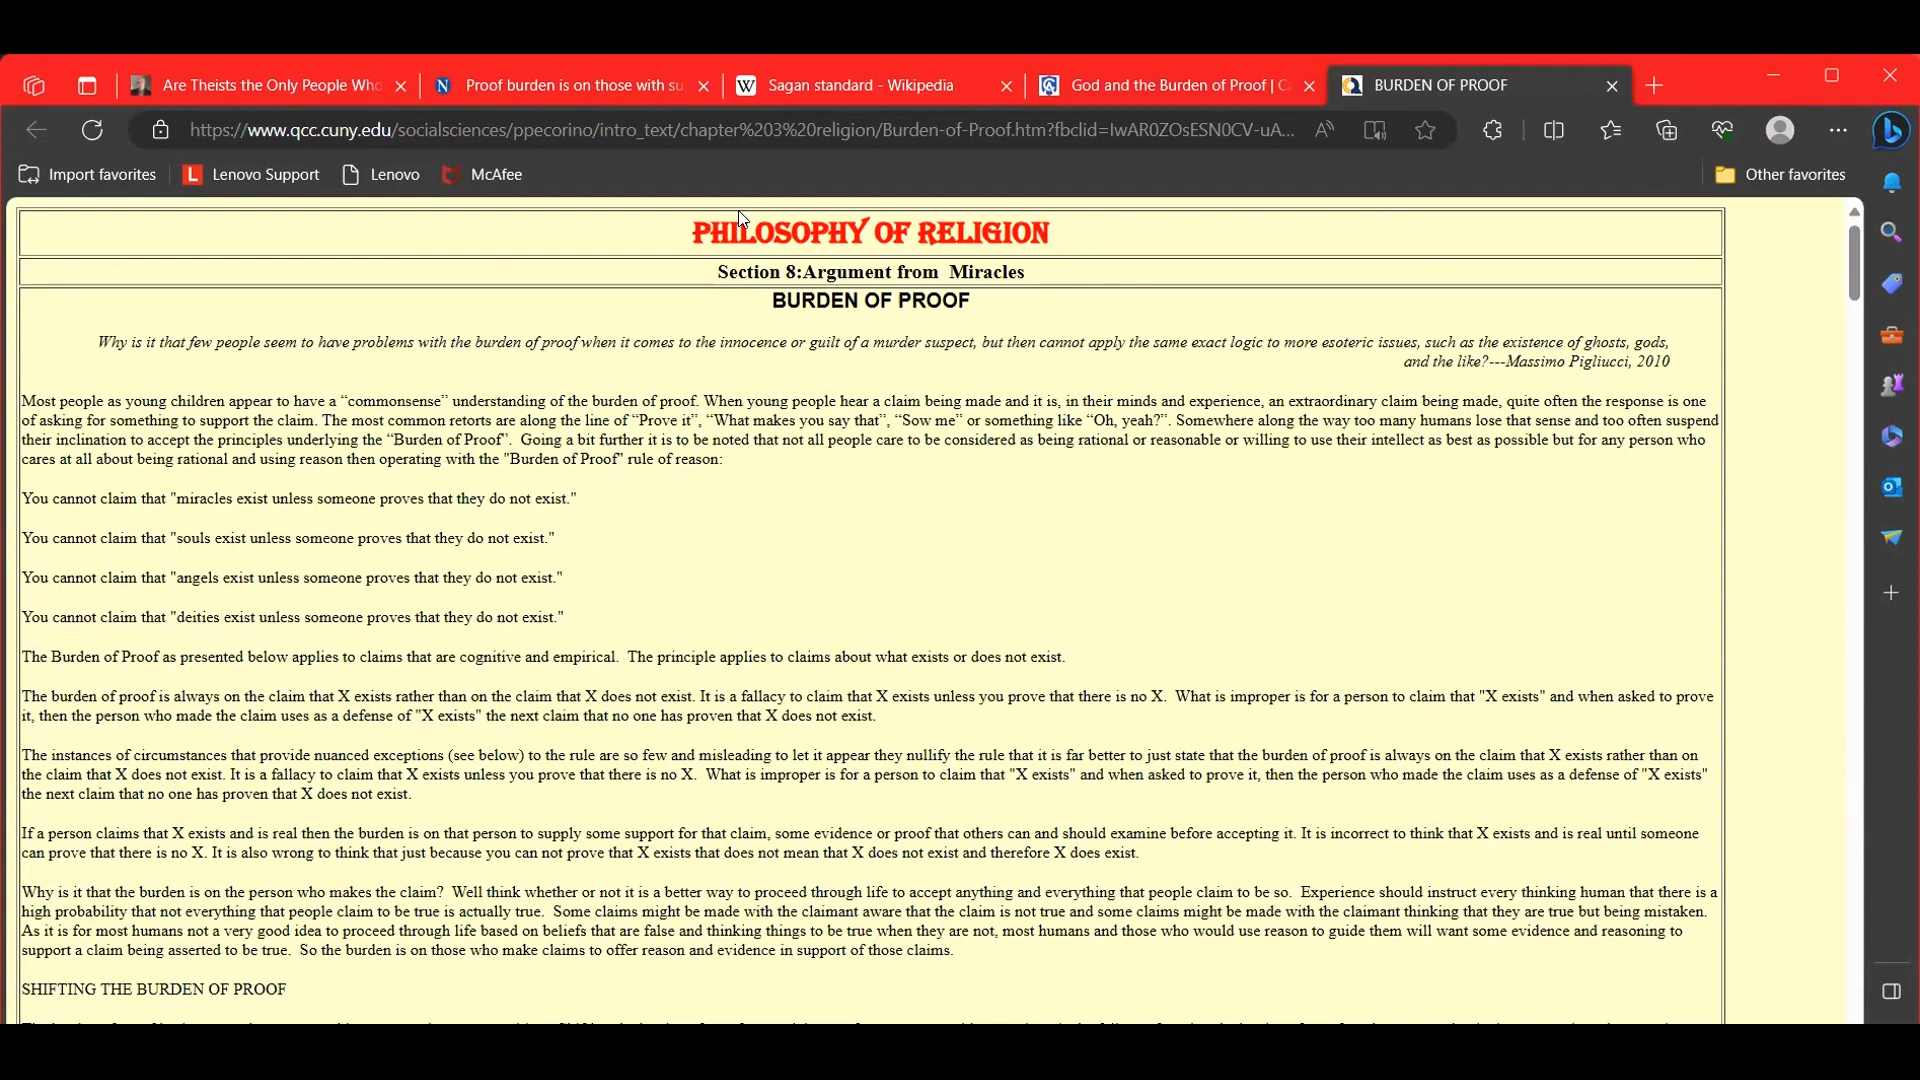 Are Theists the Only People Who
Proof burden is on those with su
Sagan standard - Wikipedia
God and the Burden of Proof | C
BURDEN OF PROOF
https://www.qcc.cuny.edu/socialsciences/ppecorino/intro_text/chapter%203%20religion/Burden-of-Proof.htm?fbclid=IwAR0ZOsESN0CV-uA...
Import favorites
Lenovo Support
Lenovo
McAfee
Other favorites
PHILOSOPHY OF RELIGION
Section 8:Argument from  Miracles
BURDEN OF PROOF
Why is it that few people seem to have problems with the burden of proof when it comes to the innocence or guilt of a murder suspect, but then cannot apply the same exact logic to more esoteric issues, such as the existence of ghosts, gods,
and the like?---Massimo Pigliucci, 2010
Most people as young children appear to have a “commonsense” understanding of the burden of proof. When young people hear a claim being made and it is, in their minds and experience, an extraordinary claim being made, quite often the response is one
of asking for something to support the claim. The most common retorts are along the line of “Prove it”, “What makes you say that”, “Sow me” or something like “Oh, yeah?”. Somewhere along the way too many humans lose that sense and too often suspend
their inclination to accept the principles underlying the “Burden of Proof”.  Going a bit further it is to be noted that not all people care to be considered as being rational or reasonable or willing to use their intellect as best as possible but for any person who
cares at all about being rational and using reason then operating with the "Burden of Proof" rule of reason:
You cannot claim that "miracles exist unless someone proves that they do not exist."
You cannot claim that "souls exist unless someone proves that they do not exist."
You cannot claim that "angels exist unless someone proves that they do not exist."
You cannot claim that "deities exist unless someone proves that they do not exist."
The Burden of Proof as presented below applies to claims that are cognitive and empirical.  The principle applies to claims about what exists or does not exist.
The burden of proof is always on the claim that X exists rather than on the claim that X does not exist. It is a fallacy to claim that X exists unless you prove that there is no X.  What is improper is for a person to claim that "X exists" and when asked to prove
it, then the person who made the claim uses as a defense of "X exists" the next claim that no one has proven that X does not exist.
The instances of circumstances that provide nuanced exceptions (see below) to the rule are so few and misleading to let it appear they nullify the rule that it is far better to just state that the burden of proof is always on the claim that X exists rather than on
the claim that X does not exist. It is a fallacy to claim that X exists unless you prove that there is no X.  What is improper is for a person to claim that "X exists" and when asked to prove it, then the person who made the claim uses as a defense of "X exists"
the next claim that no one has proven that X does not exist.
If a person claims that X exists and is real then the burden is on that person to supply some support for that claim, some evidence or proof that others can and should examine before accepting it. It is incorrect to think that X exists and is real until someone
can prove that there is no X. It is also wrong to think that just because you can not prove that X exists that does not mean that X does not exist and therefore X does exist.
Why is it that the burden is on the person who makes the claim?  Well think whether or not it is a better way to proceed through life to accept anything and everything that people claim to be so.  Experience should instruct every thinking human that there is a
high probability that not everything that people claim to be true is actually true.  Some claims might be made with the claimant aware that the claim is not true and some claims might be made with the claimant thinking that they are true but being mistaken.
As it is for most humans not a very good idea to proceed through life based on beliefs that are false and thinking things to be true when they are not, most humans and those who would use reason to guide them will want some evidence and reasoning to
support a claim being asserted to be true.  So the burden is on those who make claims to offer reason and evidence in support of those claims.
SHIFTING THE BURDEN OF PROOF